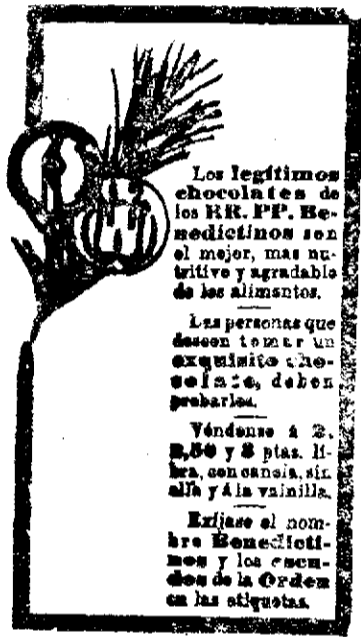 Los legítimos
chocolates de
los RR. PP. Be-
nedictinos son
el mejor, mas nu-
tritivo y agradable
de los alimentos.
Las personas que
deseen tomar un
exquisito cho-
colate, deben
probarlos.
Véndense á 2,
2,50 y 3 ptas. li-
bra, con canela, sin
ella y á la vainilla.
Exíjase el nom-
bre Benedicti-
nos y los escu-
dos de la Orden
en las etiquetas.